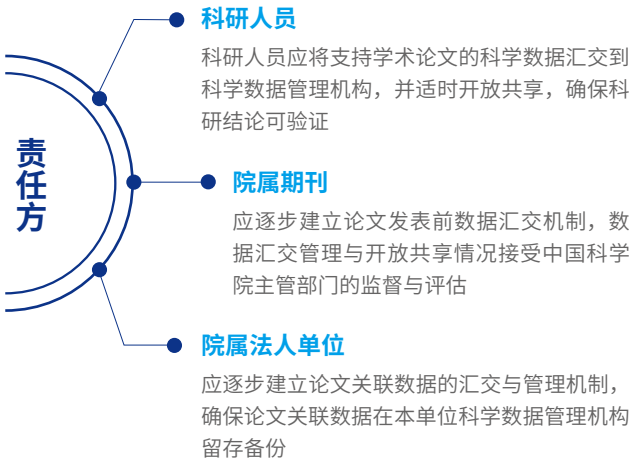 责任方
科研人员
科研人员应将支持学术论文的科学数据汇交到
科学数据管理机构，并适时开放共享，确保科
研结论可验证
院属期刊
应逐步建立论文发表前数据汇交机制，数
据汇交管理与开放共享情况接受中国科学
院主管部门的监督与评估
院属法人单位
应逐步建立论文关联数据的汇交与管理机制，
确保论文关联数据在本单位科学数据管理机构
留存备份